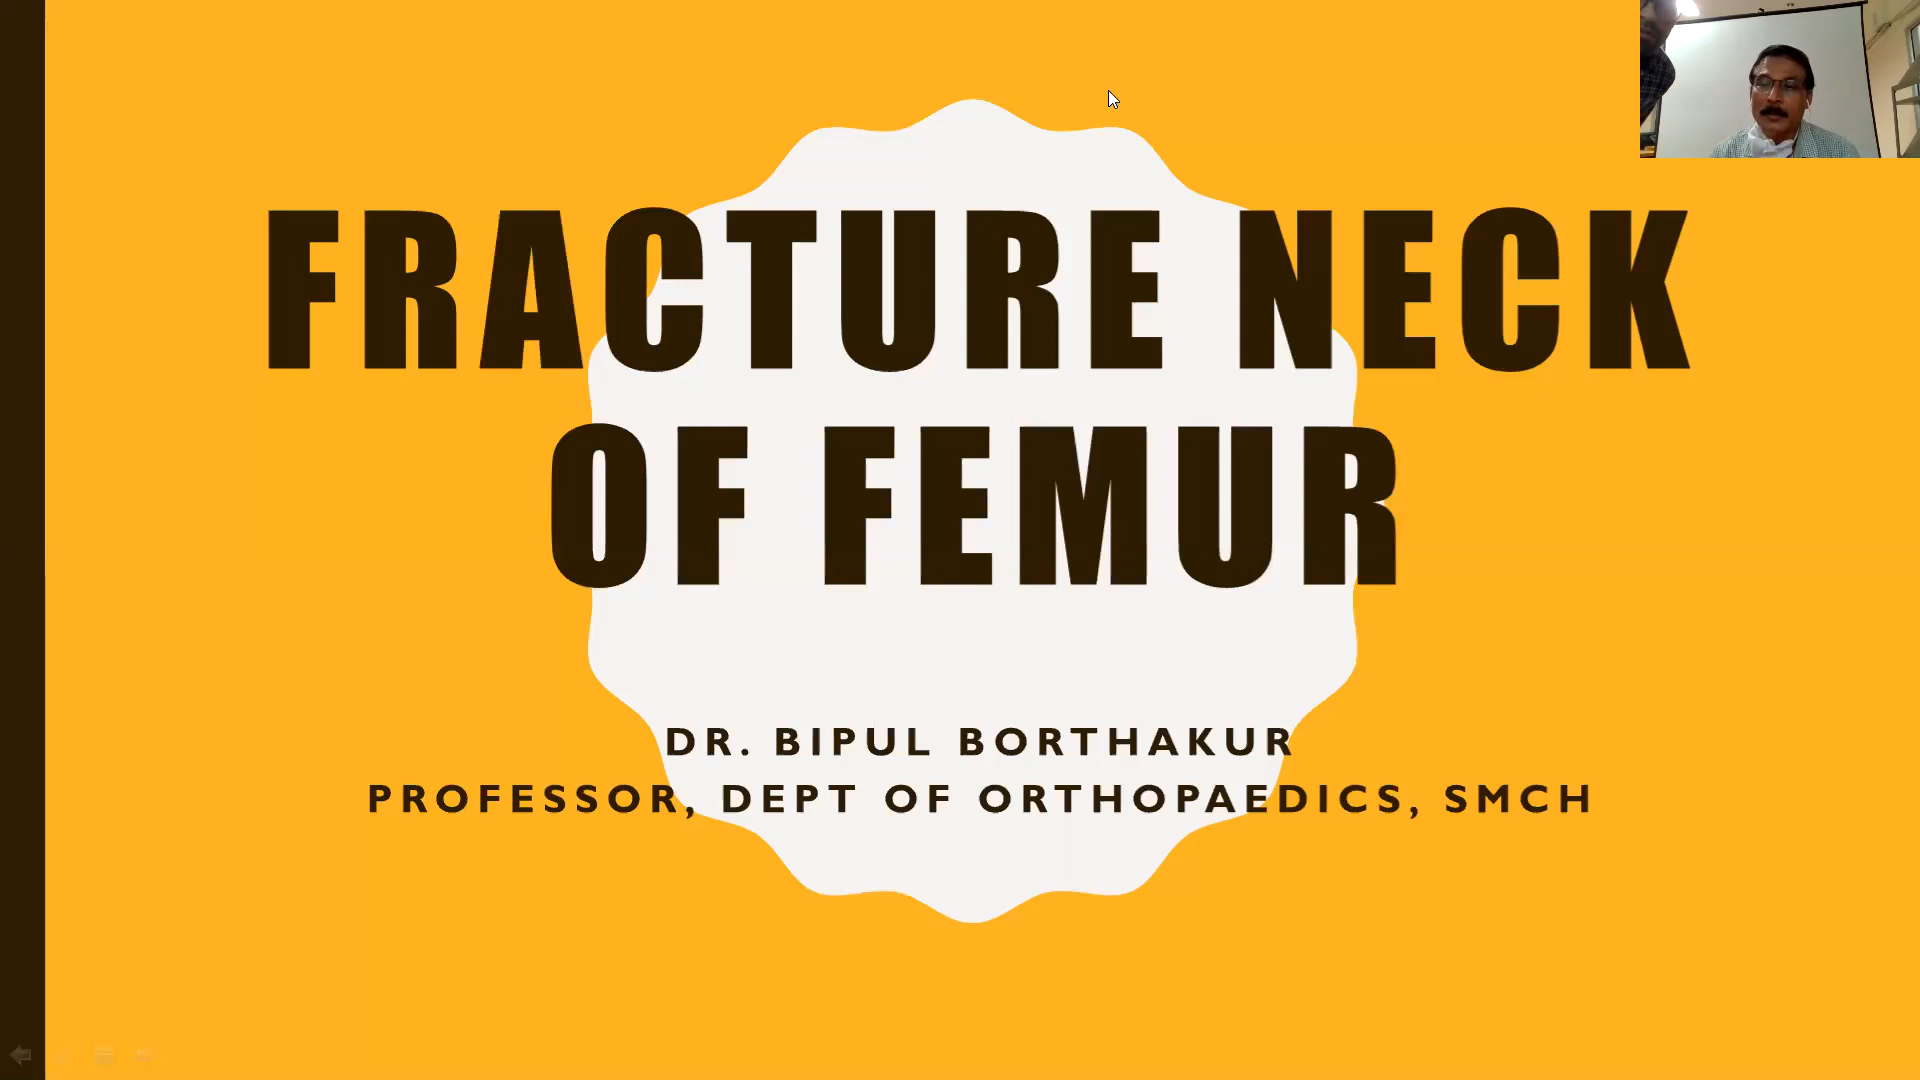 FRACTURE NECK
OF FEMUR
DR. BIPUL BORTHAKUR
PROFESSOR, DEPT OF ORTHOPAEDICS, SMCH